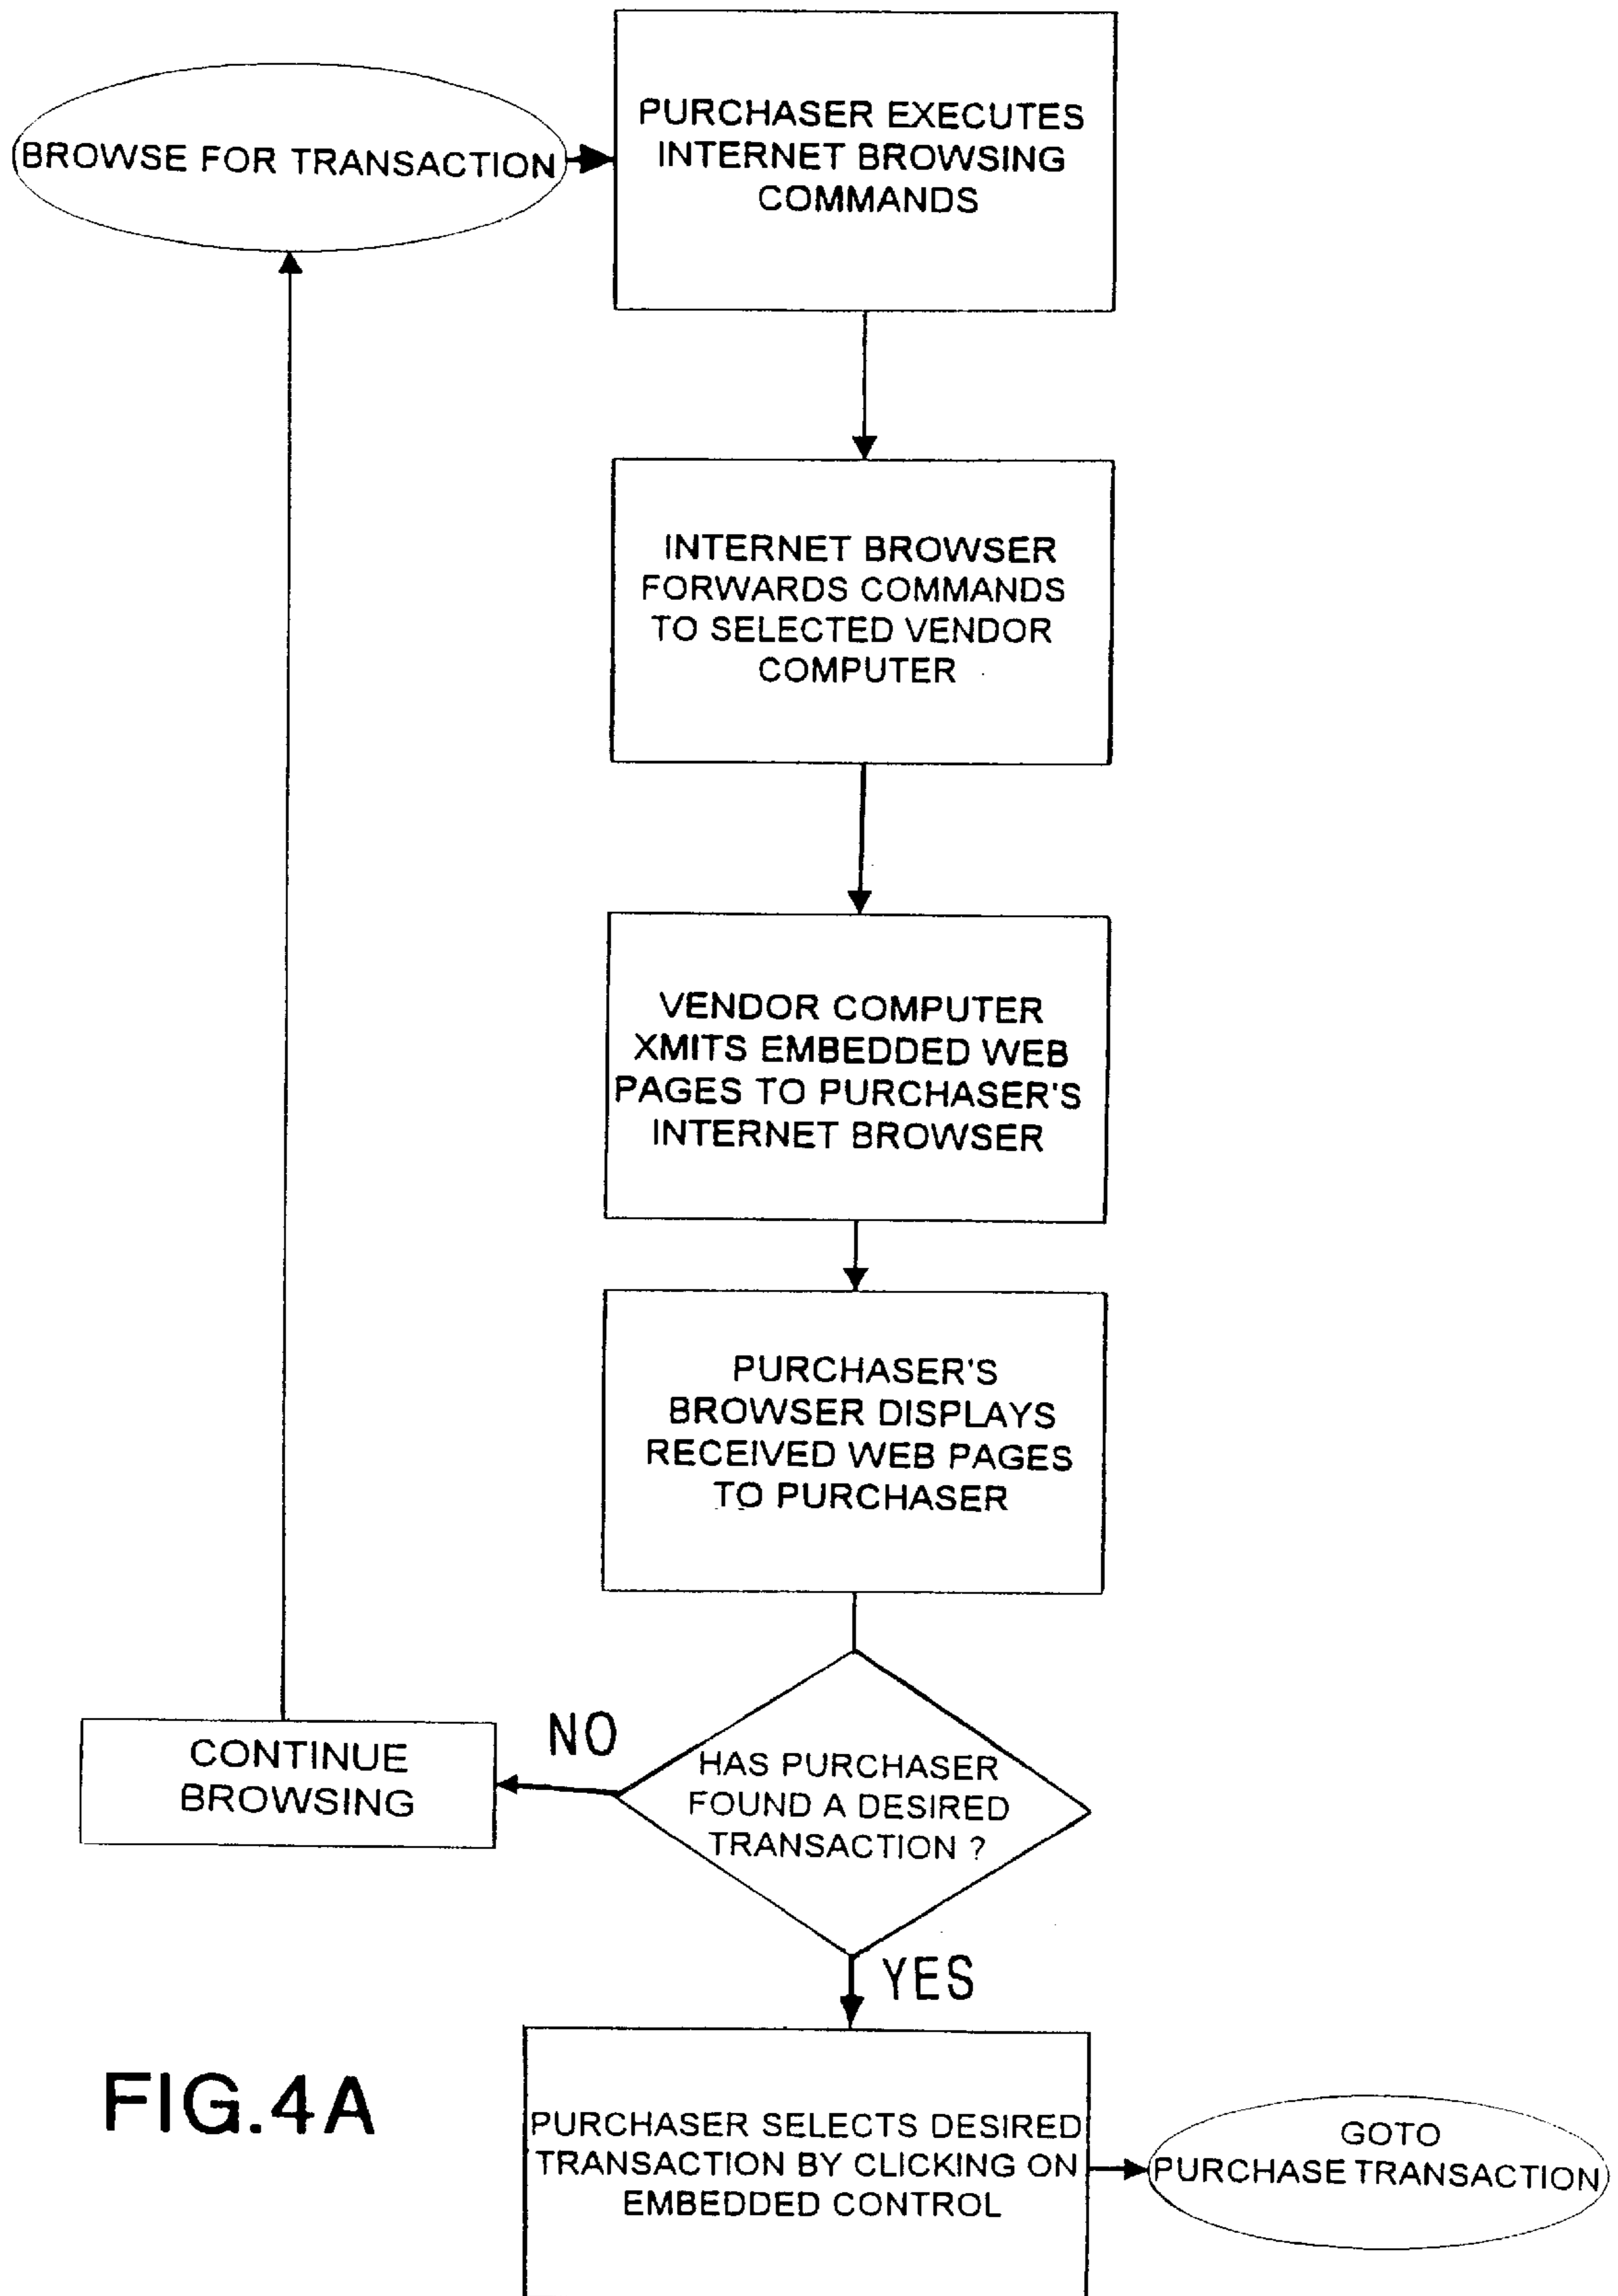 BROWSE FOR TRANSACTION
PURCHASER EXECUTES
INTERNET BROWSING
COMMANDS
INTERNET BROWSER
FORWARDS COMMANDS
TO SELECTED VENDOR
COMPUTER
VENDOR COMPUTER
XMITS EMBEDDED WEB
PAGES TO PURCHASER'S
INTERNET BROWSER
PURCHASER'S
BROWSER DISPLAYS
RECEIVED WEB PAGES
TO PURCHASER
HAS PURCHASER
FOUND A DESIRED
TRANSACTION ?
NO
CONTINUE
BROWSING
YES
PURCHASER SELECTS DESIRED
TRANSACTION BY CLICKING ON
EMBEDDED CONTROL
GOTO
PURCHASE TRANSACTION
FIG.4A